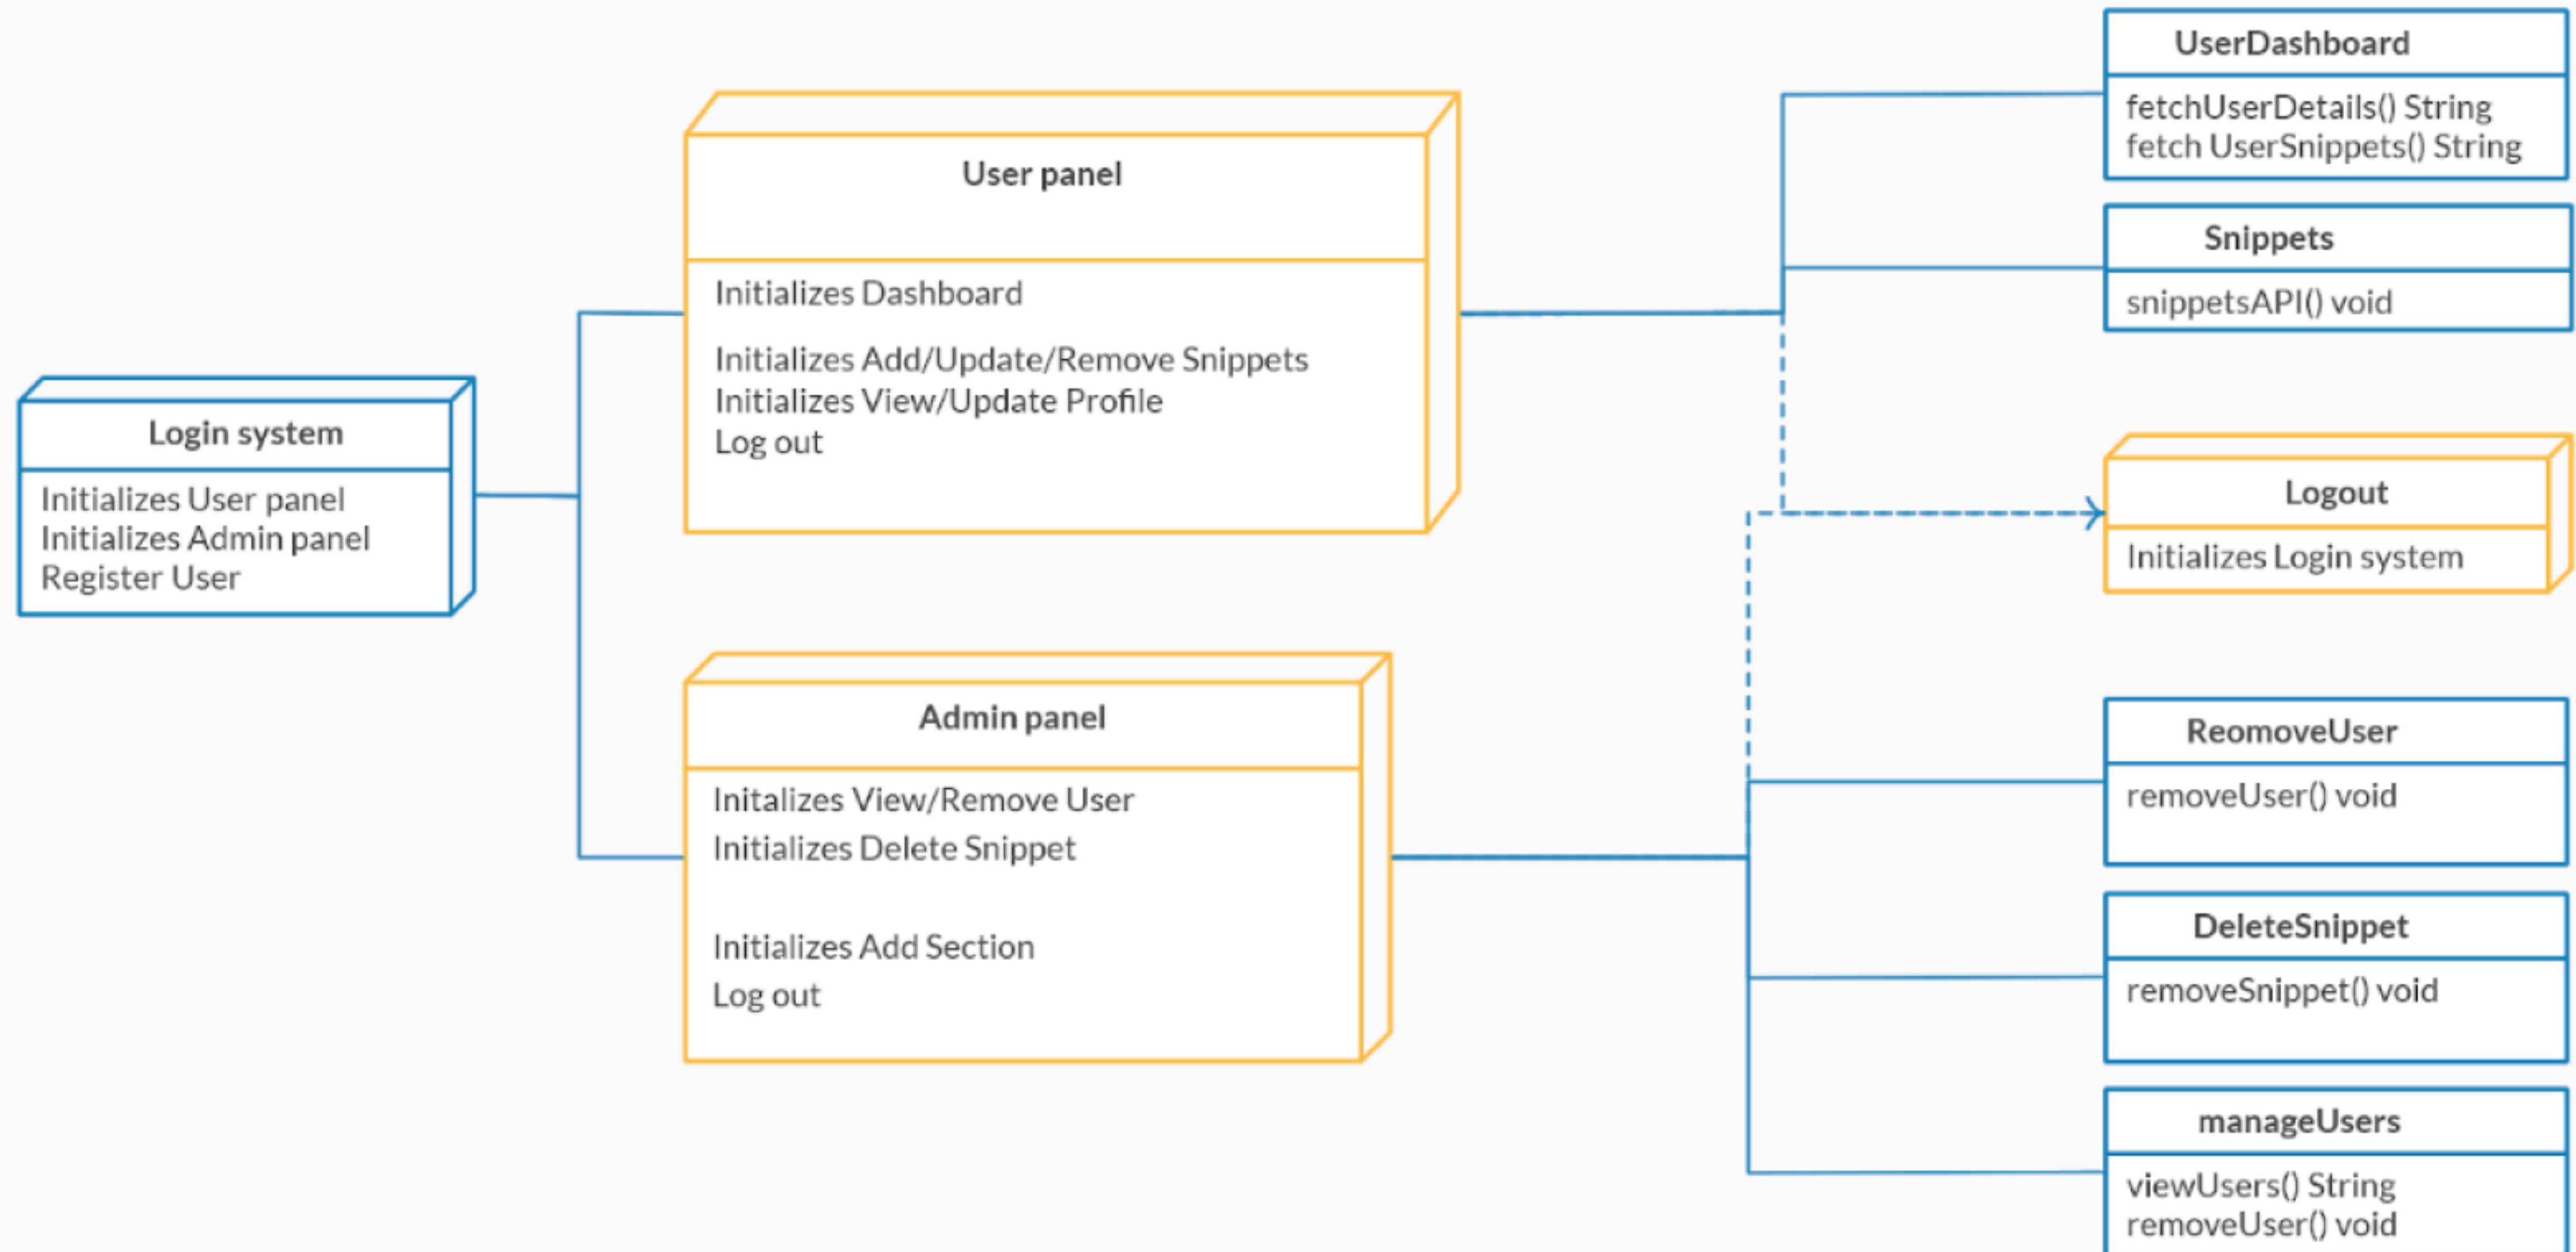 Login system
Initializes User panel
Initializes Admin panel
Register User
User panel
Initializes Dashboard
Initializes Add/Update/Remove Snippets
Initializes View/Update Profile
Log out
Admin panel
Initalizes View/Remove User
Initializes Delete Snippet
Initializes Add Section
Log out
UserDashboard
fetchUserDetails() String
fetch UserSnippets() String
Snippets
snippetsAPI() void
Logout
Initializes Login system
ReomoveUser
removeUser() void
DeleteSnippet
removeSnippet() void
manageUsers
viewUsers() String
removeUser() void